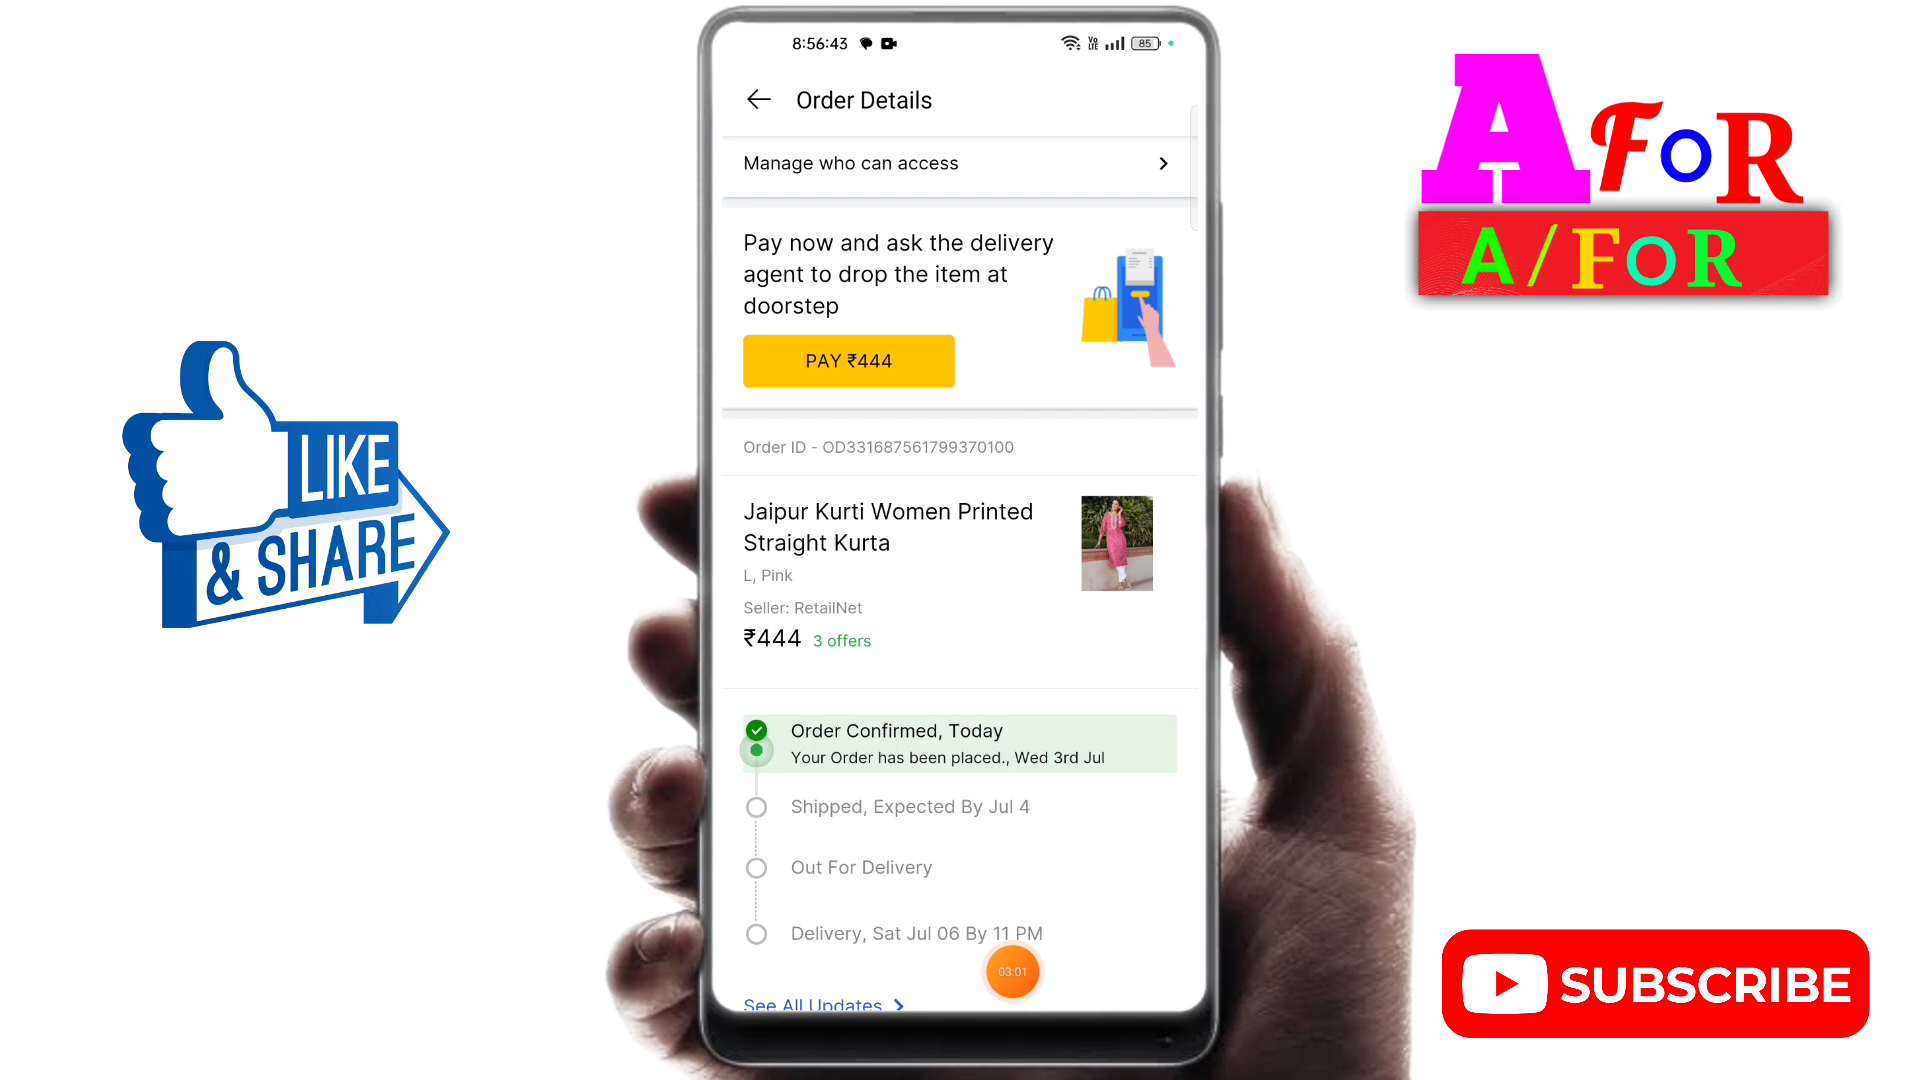 8:56:43
85
Order Details
Manage who can access
Pay now and ask the delivery
agent to drop the item at
doorstep
PAY ₹444
Order ID - OD331687561799370100
Jaipur Kurti Women Printed
Straight Kurta
L, Pink
Seller: RetailNet
₹444 3 offers
Order Confirmed, Today
Your Order has been placed., Wed 3rd Jul
Shipped, Expected By Jul 4
Out For Delivery
Delivery, Sat Jul 06 By 11 PM
03:01
See All Updates
LIKE
& SHARE
A FoR
A/FoR
SUBSCRIBE